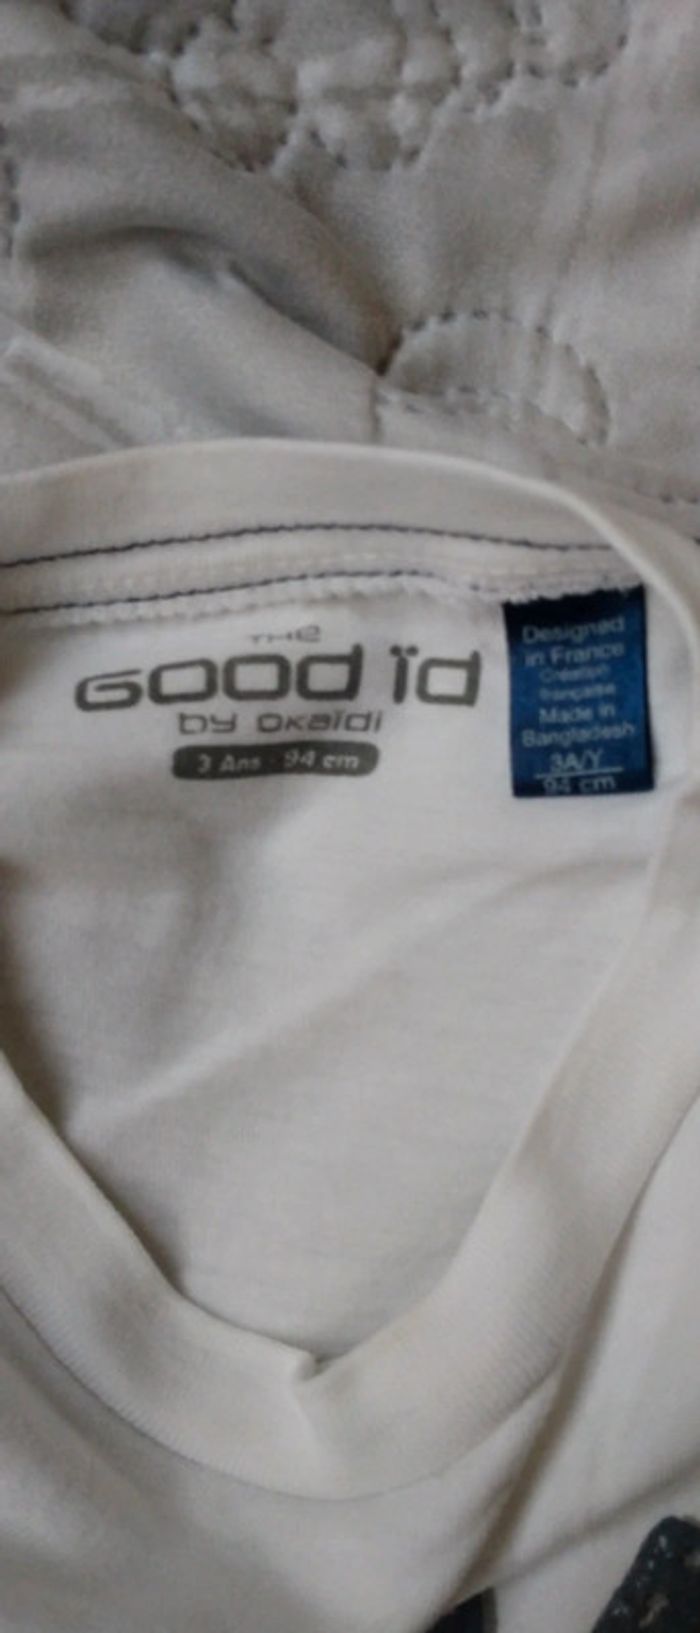 THE
GOOD ïd
by OKaïdi
3 Ans - 94 cm
Designed
in France
Création
française
Made in
Bangladesh
3A/Y
94 cm